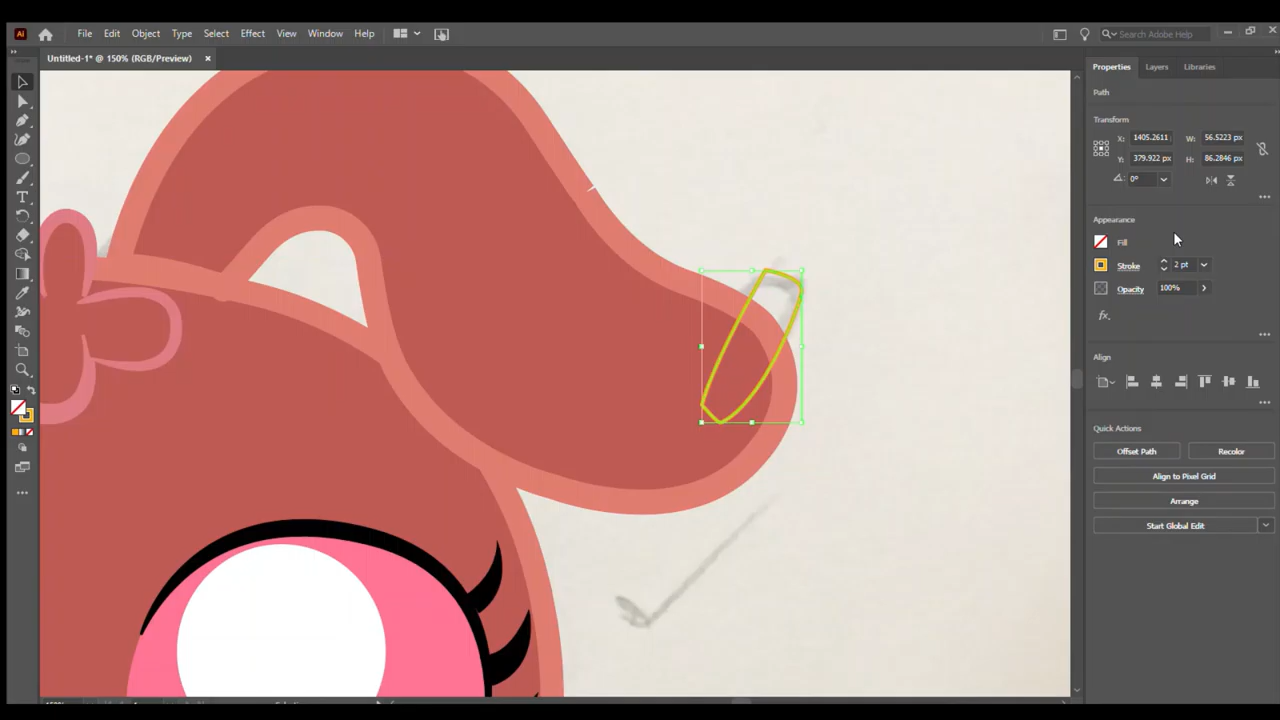 Ai File Edit Object Type Select Effect View Window Help Search Adobe Help
Untitled-1* @ 150% (RGB/Preview)
Properties Layers Libraries
Path
Transform
X: 1405.2611 W: 56.5223 px
Y: 379.922 px H: 86.2846 px
0°
Appearance
Fill
Stroke 2 pt
Opacity 100%
fx.
Align
Quick Actions
Offset Path Recolor
Align to Pixel Grid
Arrange
Start Global Edit